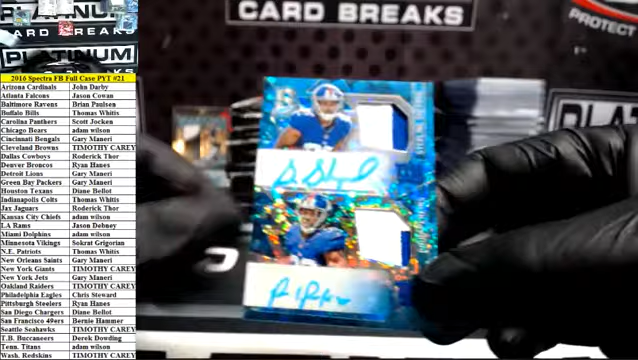 CARD BREAKS
PLATINUM
PROTECT
PLAT
PLATINUM
2016 Spectra FB Full Case PYT #21
Arizona Cardinals John Darby
Atlanta Falcons Jason Cowan
Baltimore Ravens Brian Paulsen
Buffalo Bills Thomas Whitis
Carolina Panthers Scott Jocken
Chicago Bears adam wilson
Cincinnati Bengals Gary Maneri
Cleveland Browns TIMOTHY CAREY
Dallas Cowboys Roderick Thor
Denver Broncos Ryan Hanes
Detroit Lions Gary Maneri
Green Bay Packers Gary Maneri
Houston Texans Diane Bellot
Indianapolis Colts Thomas Whitis
Jax Jaguars Roderick Thor
Kansas City Chiefs adam wilson
LA Rams Jason Debney
Miami Dolphins adam wilson
Minnesota Vikings Sokrat Grigorian
N.E. Patriots Thomas Whitis
New Orleans Saints Gary Maneri
New York Giants TIMOTHY CAREY
New York Jets Gary Maneri
Oakland Raiders TIMOTHY CAREY
Philadelphia Eagles Chris Steward
Pittsburgh Steelers Ryan Hanes
San Diego Chargers Diane Bellot
San Francisco 49ers Bernie Hammer
Seattle Seahawks TIMOTHY CAREY
T.B. Buccaneers Derek Dowding
Tenn. Titans adam wilson
Wash. Redskins TIMOTHY CAREY